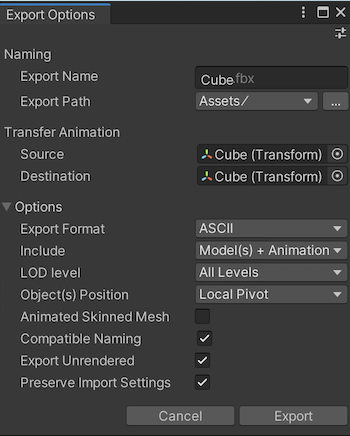 Export Options
Naming
Export Name Cube.fbx
Export Path Assets/ ...
Transfer Animation
Source Cube (Transform)
Destination Cube (Transform)
Options
Export Format ASCII
Include Model(s) + Animation
LOD level All Levels
Object(s) Position Local Pivot
Animated Skinned Mesh
Compatible Naming
Export Unrendered
Preserve Import Settings
Cancel Export